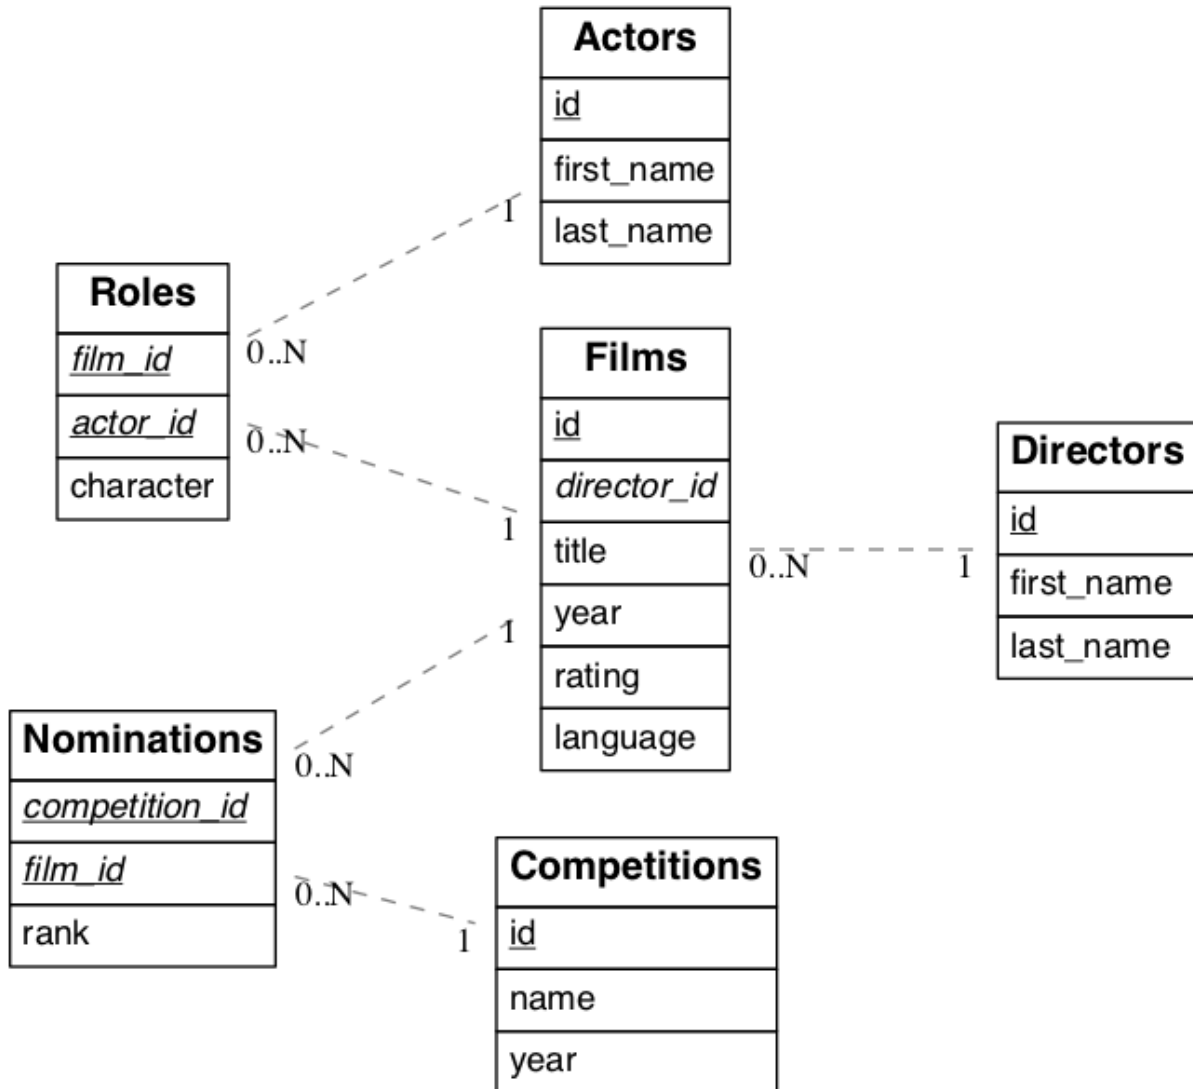 Actors
id
first_name
last_name
1
Roles
film_id
actor_id
character
0..N
0..N
Films
id
director_id
title
year
rating
language
1
1
0..N
1
Directors
id
first_name
last_name
Nominations
competition_id
film_id
rank
0..N
0..N
1
Competitions
id
name
year